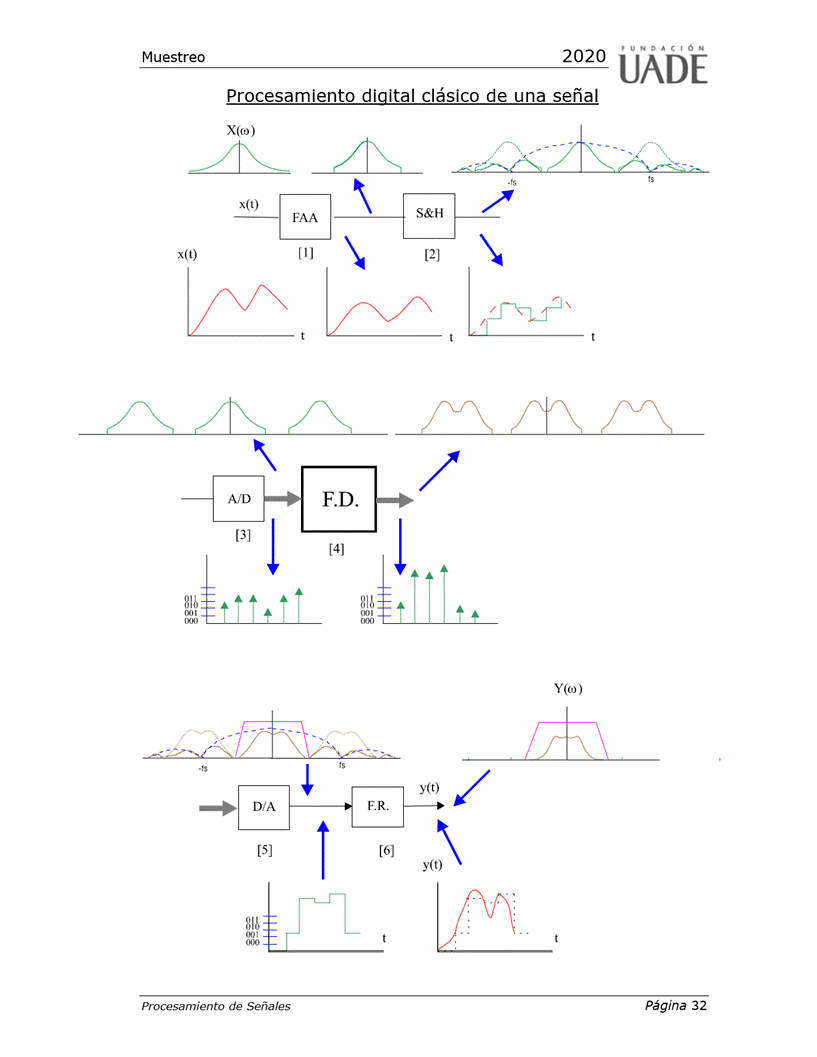 Muestreo
2020
FUNDACIÓN
UADE
Procesamiento digital clásico de una señal
X(ω)
-fs
fs
x(t)
FAA
S&H
[1]
[2]
x(t)
t
t
t
A/D
F.D.
[3]
[4]
011
010
001
000
011
010
001
000
Y(ω)
-fs
fs
D/A
F.R.
y(t)
[5]
[6]
y(t)
011
010
001
000
t
t
Procesamiento de Señales
Página 32